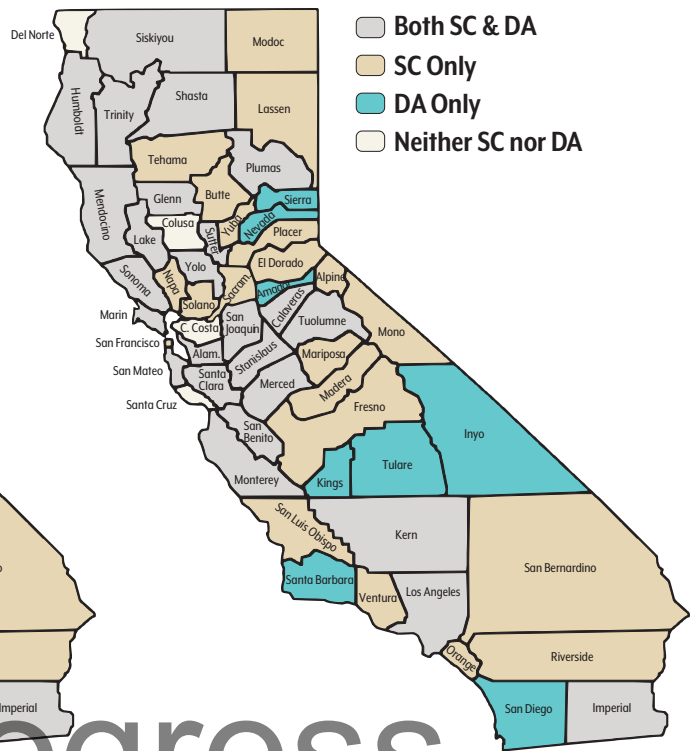 Both SC & DA
SC Only
DA Only
Neither SC nor DA
Del Norte
Siskiyou
Modoc
Humboldt
Trinity
Shasta
Lassen
Tehama
Plumas
Mendocino
Glenn
Butte
Sierra
Colusa
Yuba
Nevada
Lake
Sutter
Placer
Sonoma
Napa
Yolo
El Dorado
Sacram.
Amador
Alpine
Solano
Calaveras
Marin
C. Costa
San
Joaquin
Tuolumne
Mono
San Francisco
Alam.
Stanislaus
Mariposa
San Mateo
Santa
Clara
Merced
Madera
Santa Cruz
Fresno
San
Benito
Inyo
Monterey
Kings
Tulare
San Luis Obispo
Kern
Santa Barbara
Ventura
Los Angeles
San Bernardino
Orange
Riverside
San Diego
Imperial
Imperial
ogress